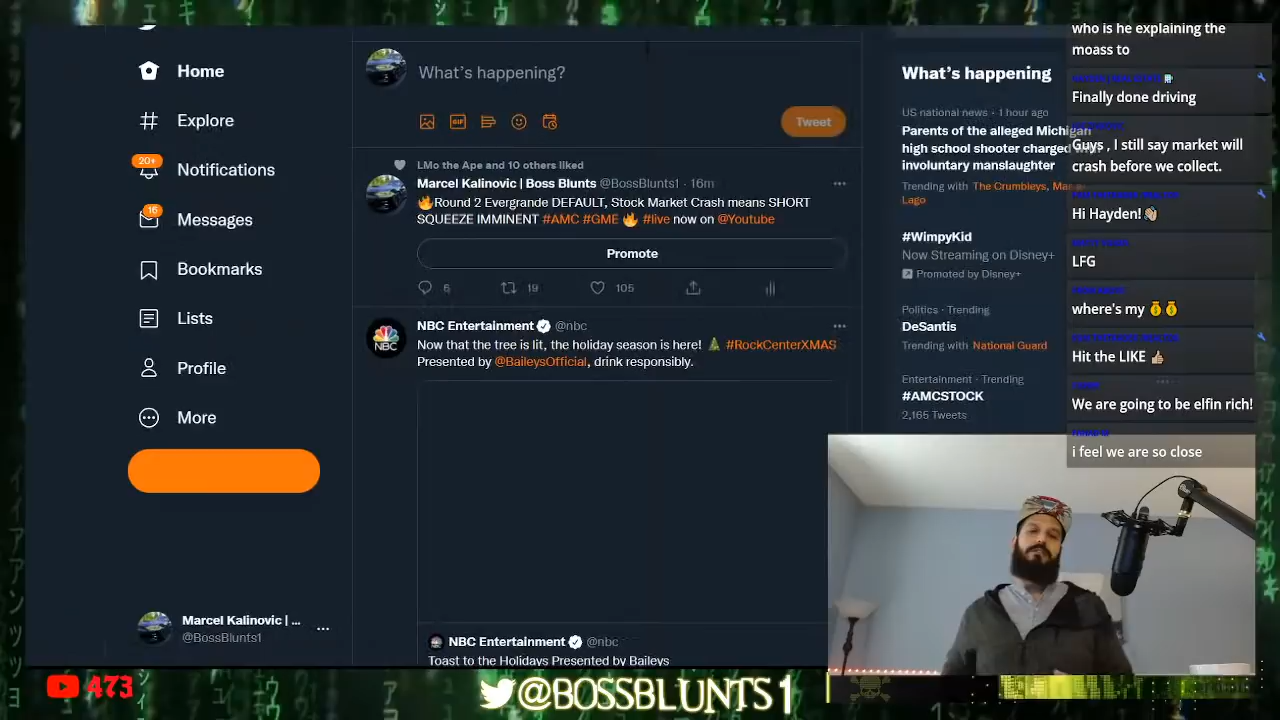 Home
Explore
20+
Notifications
16
Messages
Bookmarks
Lists
Profile
More
Marcel Kalinovic | ...
@BossBlunts1
What's happening?
GIF
Tweet
LMo the Ape and 10 others liked
Marcel Kalinovic | Boss Blunts @BossBlunts1 · 16m
🔥Round 2 Evergrande DEFAULT, Stock Market Crash means SHORT
SQUEEZE IMMINENT #AMC #GME 🔥 #live now on @Youtube
Promote
6 19 105
NBC
NBC Entertainment @nbc
Now that the tree is lit, the holiday season is here! 🎄 #RockCenterXMAS
Presented by @BaileysOfficial, drink responsibly.
NBC Entertainment @nbc
Toast to the Holidays Presented by Baileys
What's happening
US national news · 1 hour ago
Parents of the alleged Michigan
high school shooter charged
involuntary manslaughter
Trending with The Crumbleys,
Lago
#WimpyKid
Now Streaming on Disney+
Promoted by Disney+
Politics · Trending
DeSantis
Trending with National Guard
Entertainment · Trending
#AMCSTOCK
2,165 Tweets
who is he explaining the
moass to
Finally done driving
Guys , I still say market will
crash before we collect.
Hi Hayden!👋🏼
LFG
where's my 💰💰
Hit the LIKE 👍🏼
We are going to be elfin rich!
i feel we are so close
473
@BOSSBLUNTS1